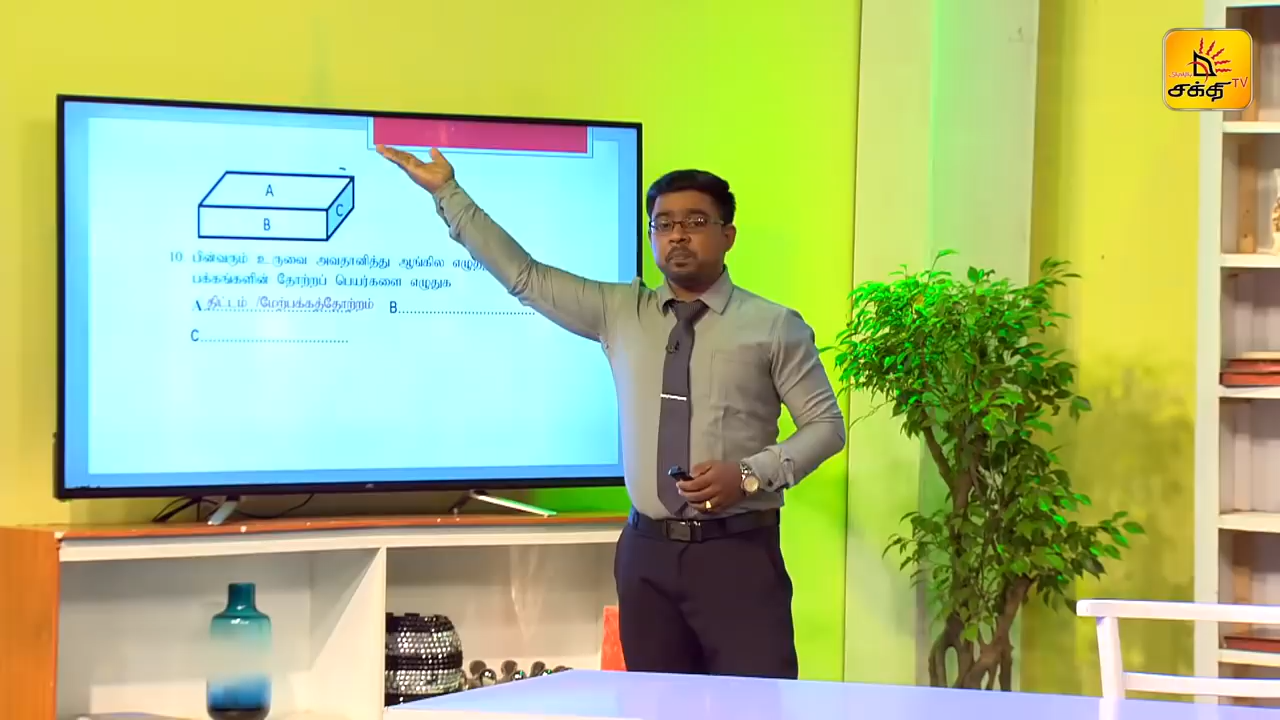 சக்தி TV
A
B
C
10 பின்வரும் உருவை அவதானித்து ஆங்கில
பக்கங்களின் தோற்றப் பெயர்களை எழுதுக
A திட்டம் /மேற்பக்கத்தோற்றம் B....................................
C....................................